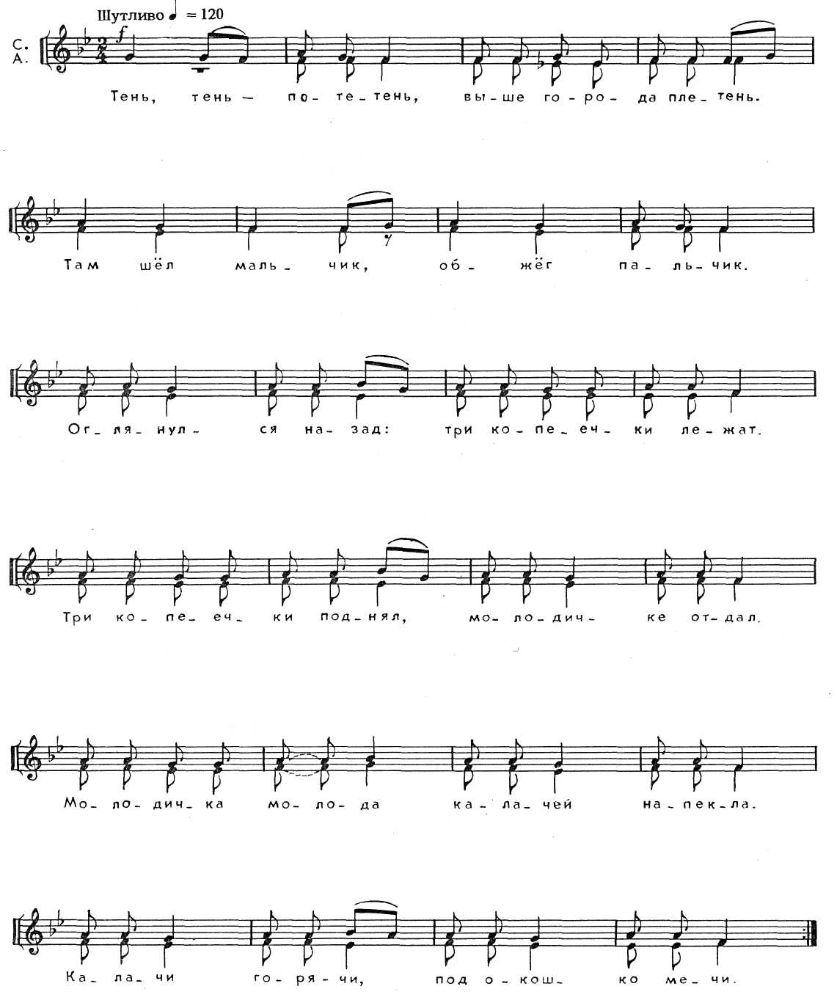 Шутливо ♩ = 120
f
С.
А.
2/4
Тень, тень — по- те- тень, вы- ше го- ро- да пле- тень.
Там шёл маль- чик, об- жёг па- ль- чик.
Ог- ля- нул- ся на- зад: три ко- пе- еч- ки ле- жат.
Три ко- пе- еч- ки под- нял, мо- ло- дич- ке от- дал.
Мо- ло- дич- ка мо- ло- да ка- ла- чей на- пек- ла.
Ка- ла- чи го- ря- чи, под о- кош- ко ме- чи.